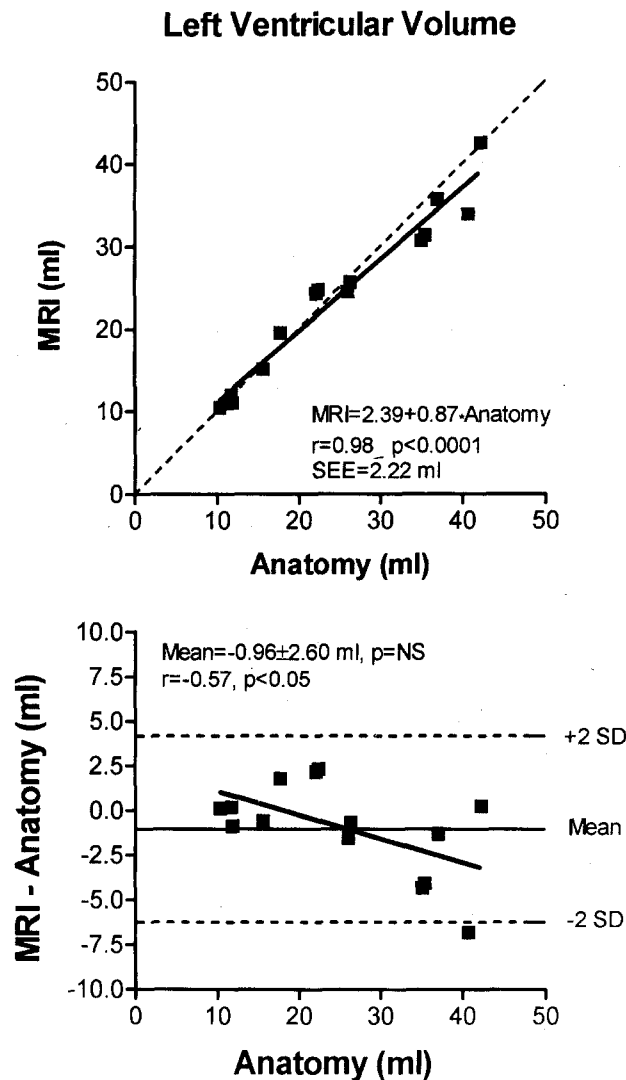 Left Ventricular Volume
50
40
30
20
10
0
MRI (ml)
MRI=2.39+0.87*Anatomy
r=0.98 p<0.0001
SEE=2.22 ml
0 10 20 30 40 50
Anatomy (ml)
10.0
7.5
5.0
2.5
0.0
-2.5
-5.0
-7.5
-10.0
MRI - Anatomy (ml)
Mean=-0.96±2.60 ml, p=NS
r=-0.57, p<0.05
+2 SD
Mean
-2 SD
0 10 20 30 40 50
Anatomy (ml)